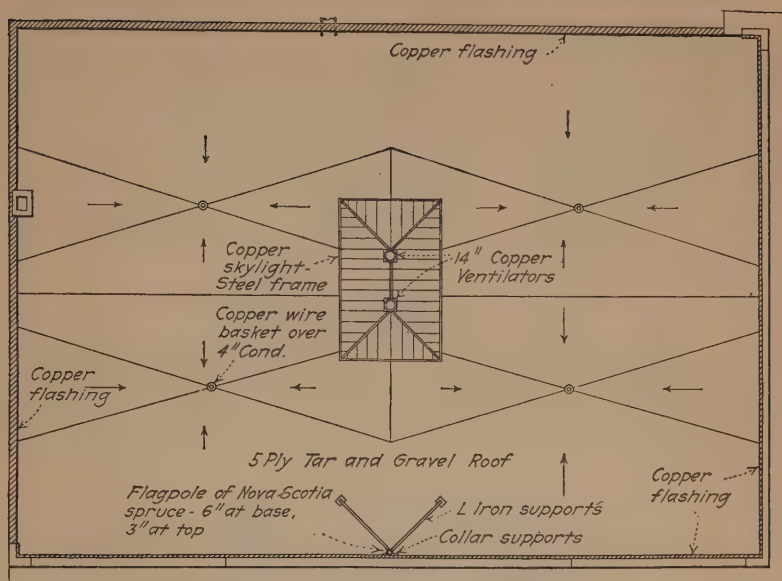 Copper flashing
Copper
skylight-
Steel frame
14" Copper
Ventilators
Copper wire
basket over
4" Cond.
Copper
flashing
5 Ply Tar and Gravel Roof
Flagpole of Nova-Scotia
spruce - 6" at base,
3" at top
L Iron supports
Collar supports
Copper
flashing